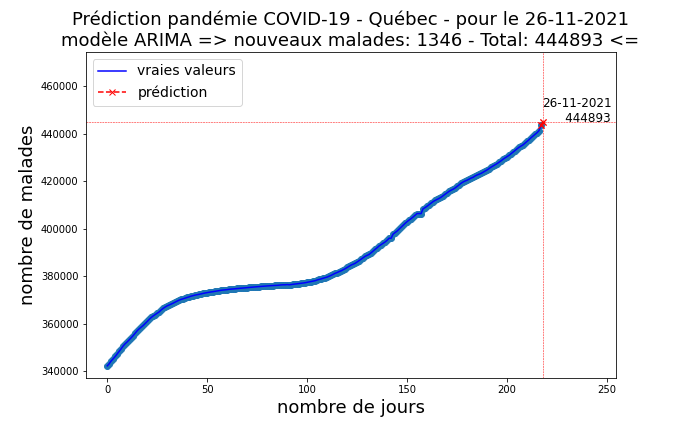 Prédiction pandémie COVID-19 - Québec - pour le 26-11-2021
modèle ARIMA => nouveaux malades: 1346 - Total: 444893 <=
vraies valeurs
prédiction
26-11-2021
444893
nombre de malades
460000
440000
420000
400000
380000
360000
340000
0 50 100 150 200 250
nombre de jours